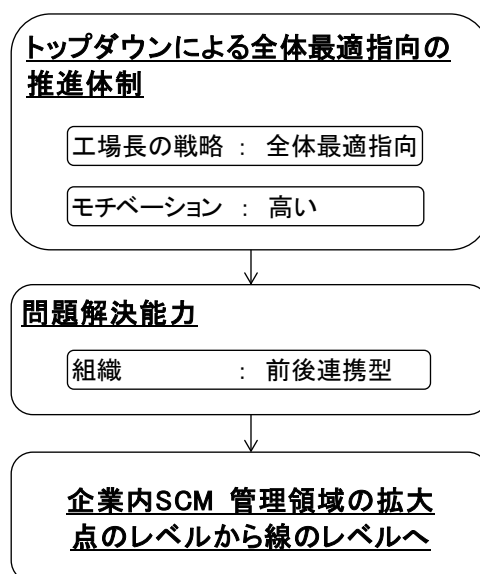 トップダウンによる全体最適指向の
推進体制
工場長の戦略 : 全体最適指向
モチベーション : 高い
問題解決能力
組織 : 前後連携型
企業内SCM 管理領域の拡大
点のレベルから線のレベルへ